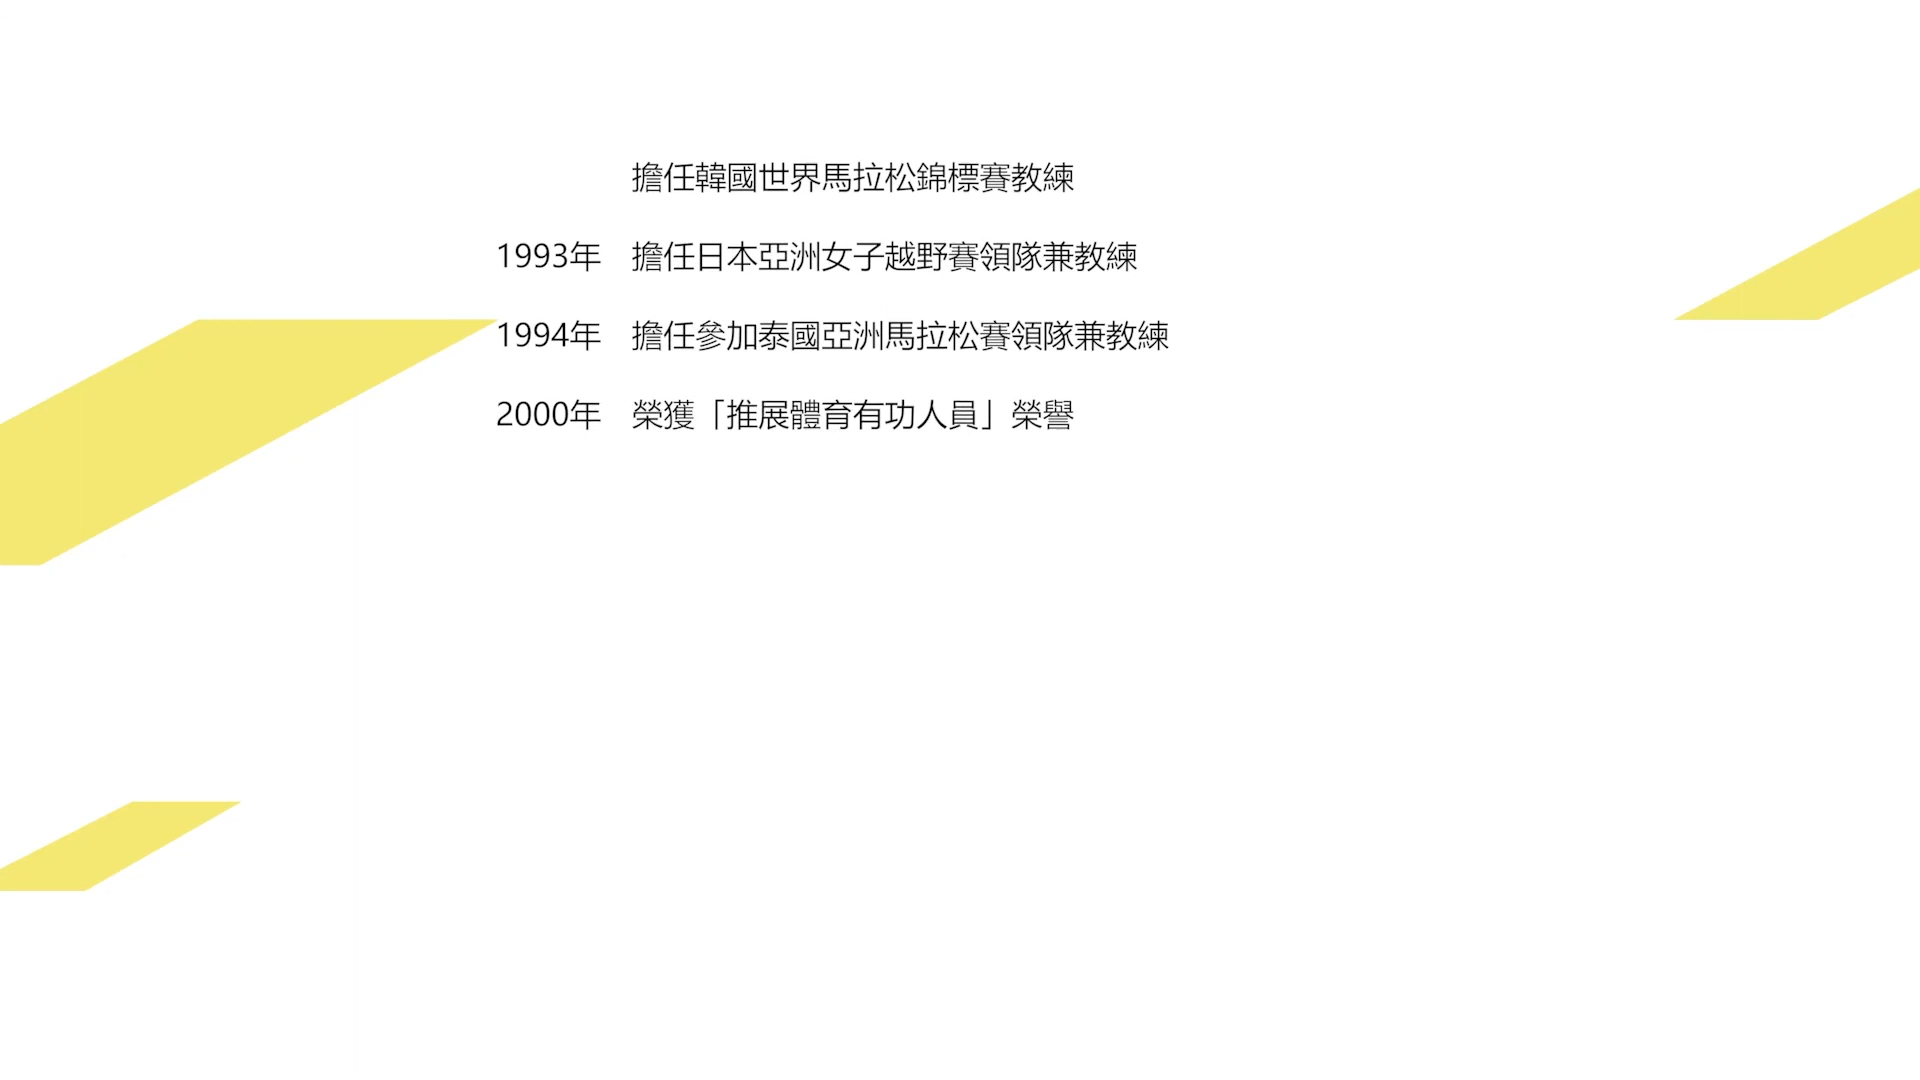 擔任韓國世界馬拉松錦標賽教練
1993年 擔任日本亞洲女子越野賽領隊兼教練
1994年 擔任參加泰國亞洲馬拉松賽領隊兼教練
2000年 榮獲「推展體育有功人員」榮譽